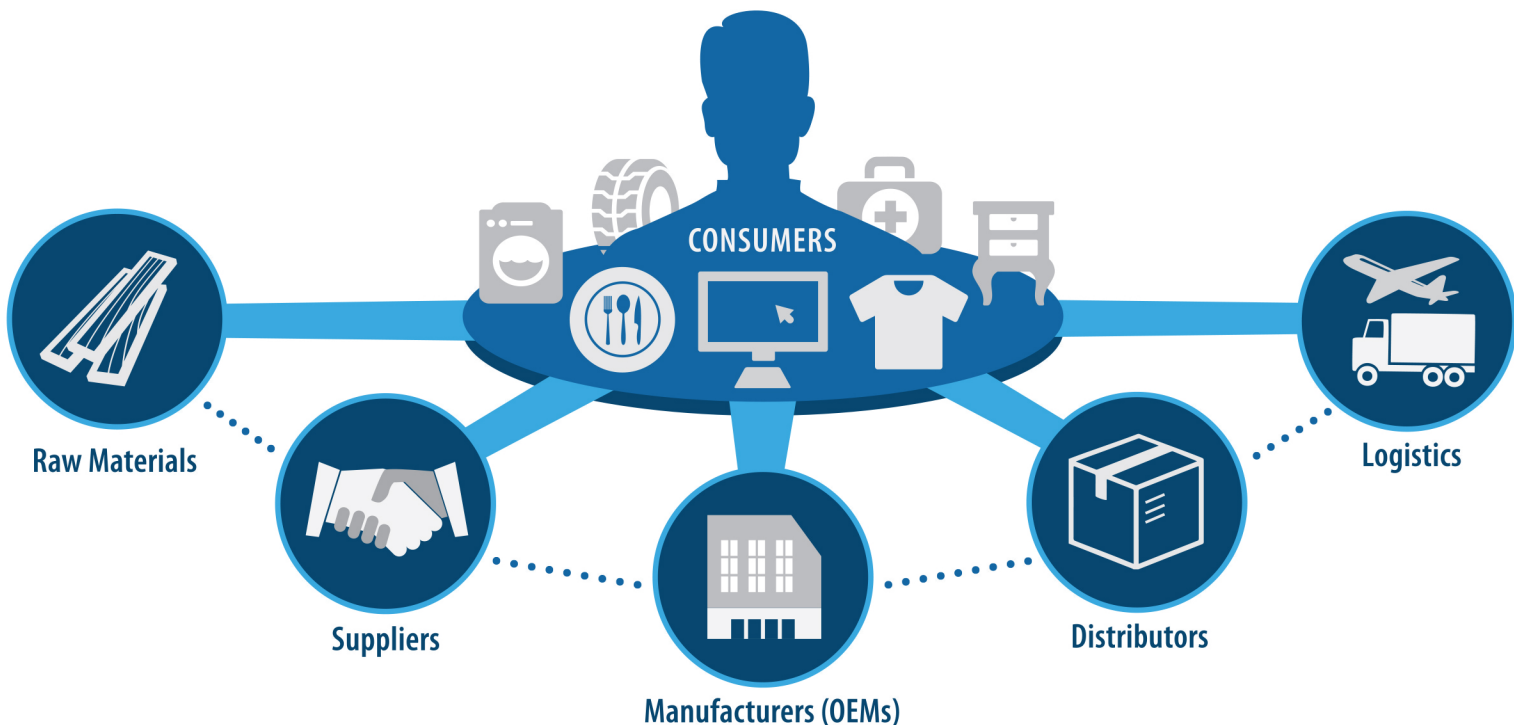 CONSUMERS
Raw Materials
Suppliers
Manufacturers (OEMs)
Distributors
Logistics